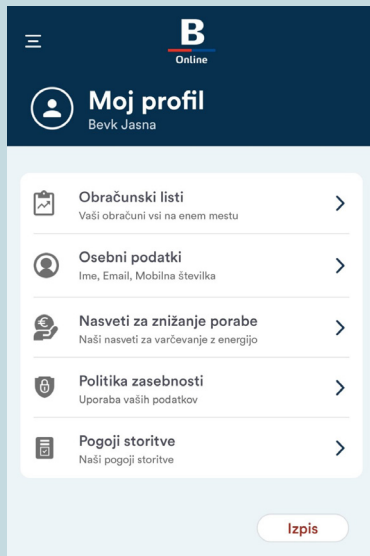 B
Online
Moj profil
Bevk Jasna
Obračunski listi
Vaši obračuni vsi na enem mestu
Osebni podatki
Ime, Email, Mobilna številka
Nasveti za znižanje porabe
Naši nasveti za varčevanje z energijo
Politika zasebnosti
Uporaba vaših podatkov
Pogoji storitve
Naši pogoji storitve
Izpis